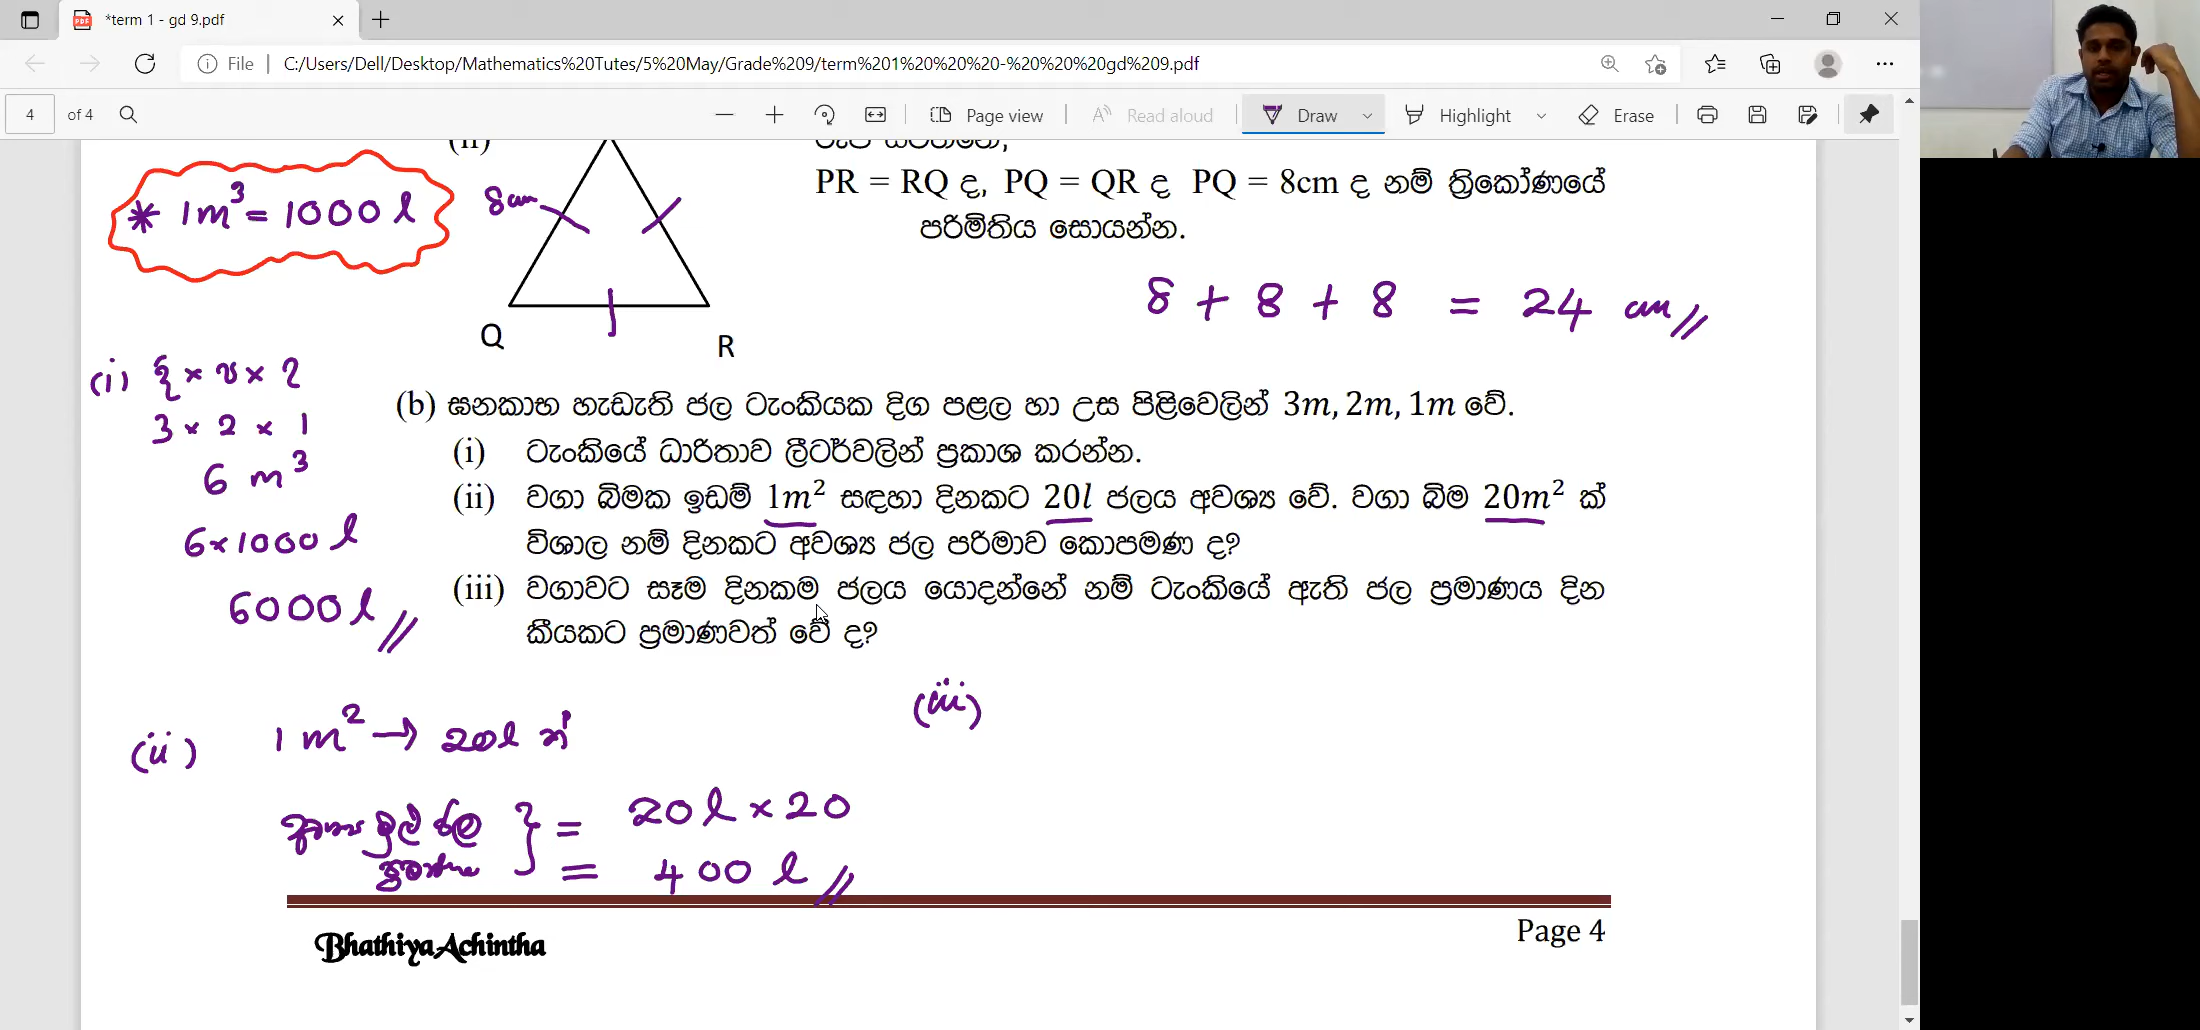 *term 1 - gd 9.pdf
File
C:/Users/Dell/Desktop/Mathematics%20Tutes/5%20May/Grade%209/term%201%20%20%20-%20%20%20gd%209.pdf
4 of 4
Page view
Read aloud
Draw
Highlight
Erase
* 1m³ = 1000 l
8cm
PR = RQ ද, PQ = QR ද PQ = 8cm ද නම් ත්‍රිකෝණයේ
පරිමිතිය සොයන්න.
8 + 8 + 8 = 24 cm //
Q
R
(i)
3 × 2 × 1
6 m³
6×1000 l
6000 l //
(b) ඝනකාභ හැඩැති ජල ටැංකියක දිග පළල හා උස පිළිවෙලින් 3m, 2m, 1m වේ.
(i) ටැංකියේ ධාරිතාව ලීටර්වලින් ප්‍රකාශ කරන්න.
(ii) වගා බිමක ඉඩම් 1m² සඳහා දිනකට 20l ජලය අවශ්‍ය වේ. වගා බිම 20m² ක්
විශාල නම් දිනකට අවශ්‍ය ජල පරිමාව කොපමණ ද?
(iii) වගාවට සෑම දිනකම ජලය යොදන්නේ නම් ටැංකියේ ඇති ජල ප්‍රමාණය දින
කීයකට ප්‍රමාණවත් වේ ද?
(ii) 1 m² → 20l
= 20 l × 20
= 400 l //
(iii)
BhathiyaAchintha
Page 4